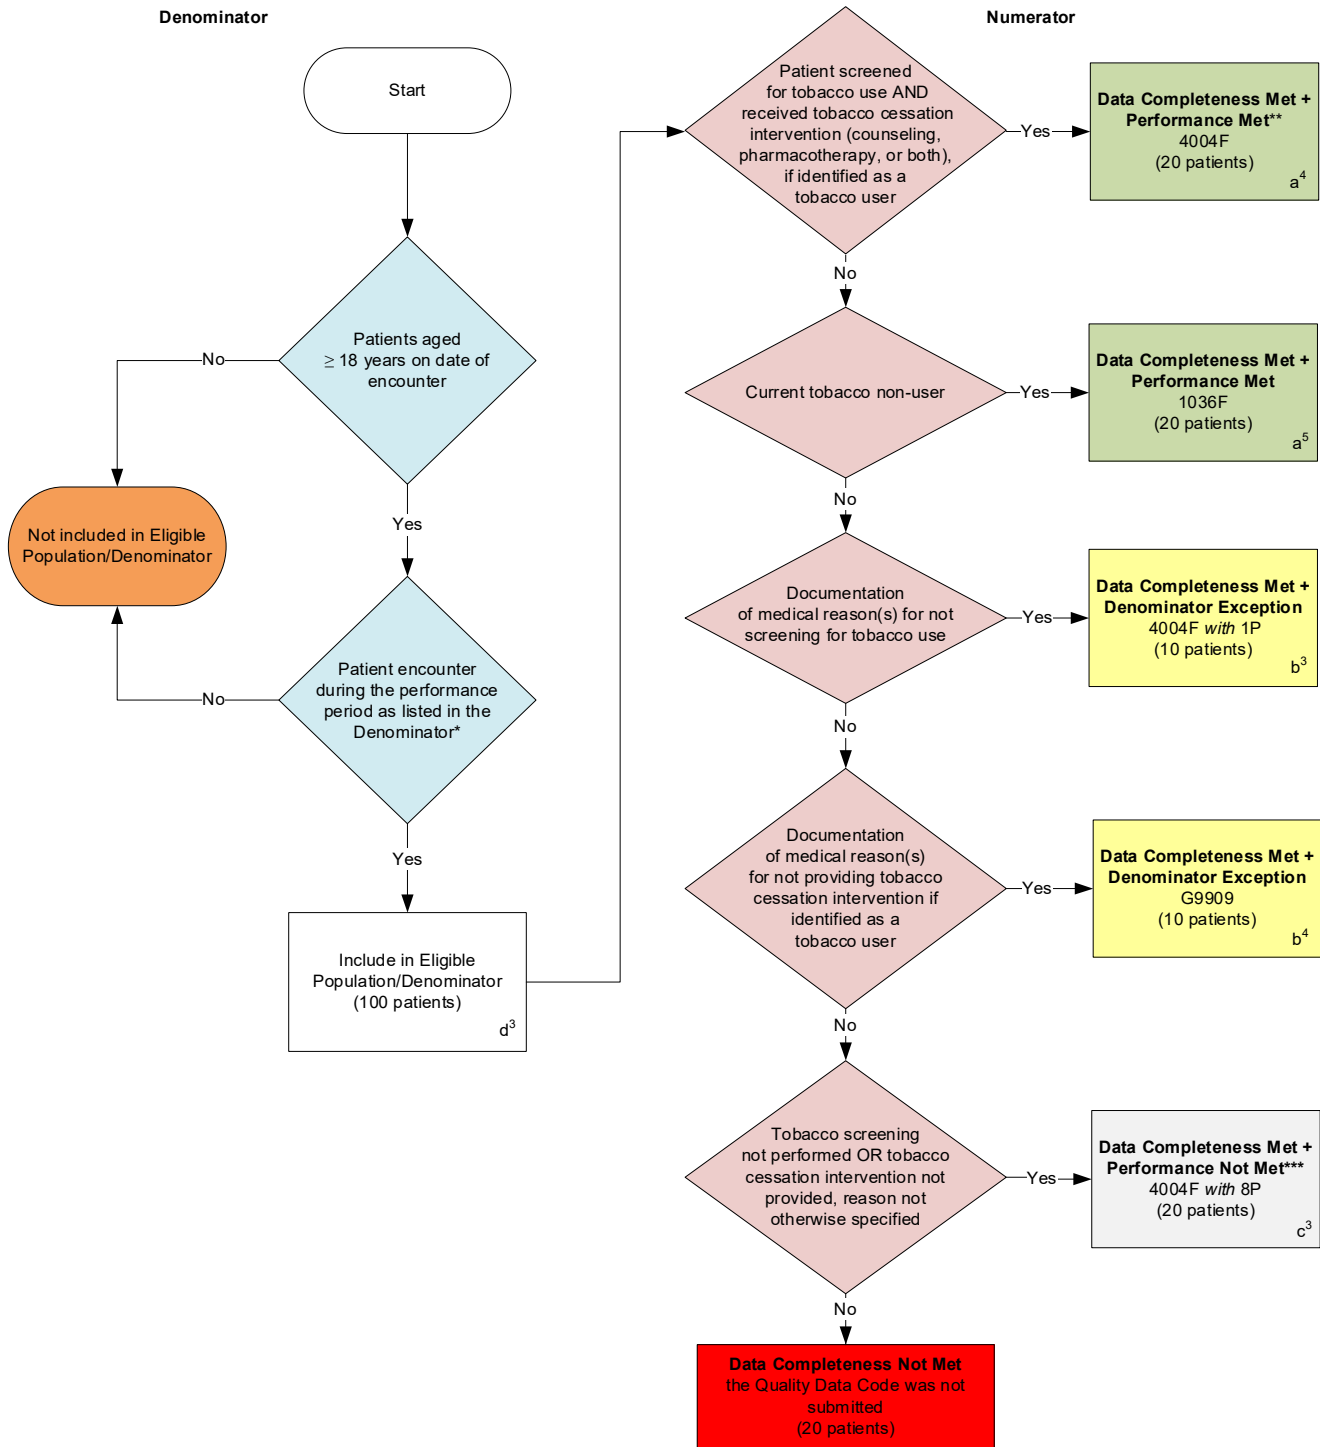 Denominator
Start
Patients aged
≥ 18 years on date of
encounter
No
Yes
Not included in Eligible
Population/Denominator
Patient encounter
during the performance
period as listed in the
Denominator*
No
Yes
Include in Eligible
Population/Denominator
(100 patients)
d³
Numerator
Patient screened
for tobacco use AND
received tobacco cessation
intervention (counseling,
pharmacotherapy, or both),
if identified as a
tobacco user
Yes
Data Completeness Met +
Performance Met**
4004F
(20 patients)
a⁴
No
Current tobacco non-user
Yes
Data Completeness Met +
Performance Met
1036F
(20 patients)
a⁵
No
Documentation
of medical reason(s) for not
screening for tobacco use
Yes
Data Completeness Met +
Denominator Exception
4004F with 1P
(10 patients)
b³
No
Documentation
of medical reason(s)
for not providing tobacco
cessation intervention if
identified as a
tobacco user
Yes
Data Completeness Met +
Denominator Exception
G9909
(10 patients)
b⁴
No
Tobacco screening
not performed OR tobacco
cessation intervention not
provided, reason not
otherwise specified
Yes
Data Completeness Met +
Performance Not Met***
4004F with 8P
(20 patients)
c³
No
Data Completeness Not Met
the Quality Data Code was not
submitted
(20 patients)